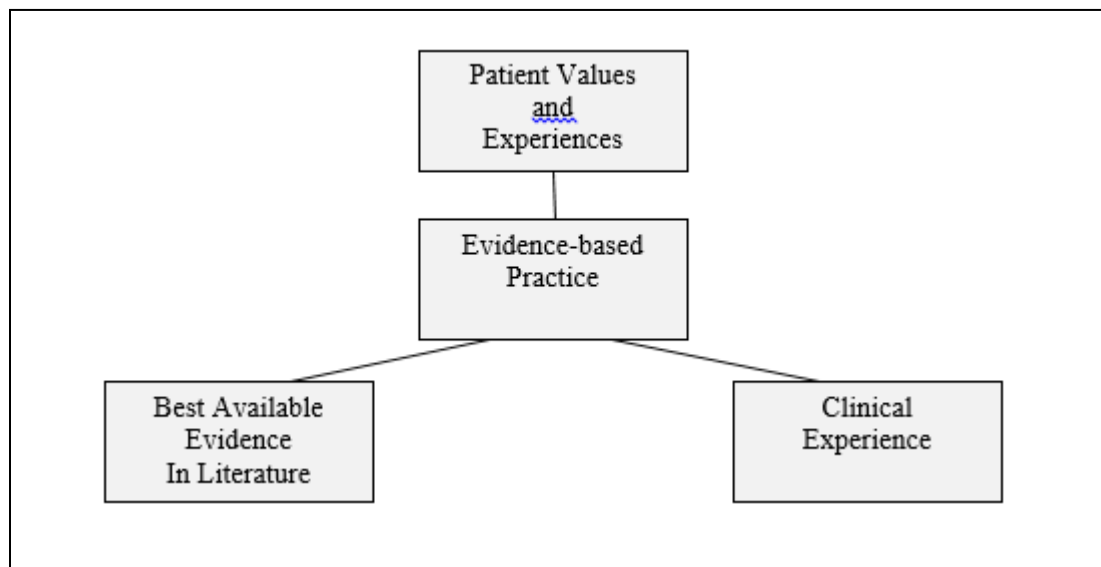 Patient Values
and
Experiences
Evidence-based
Practice
Best Available
Evidence
In Literature
Clinical
Experience